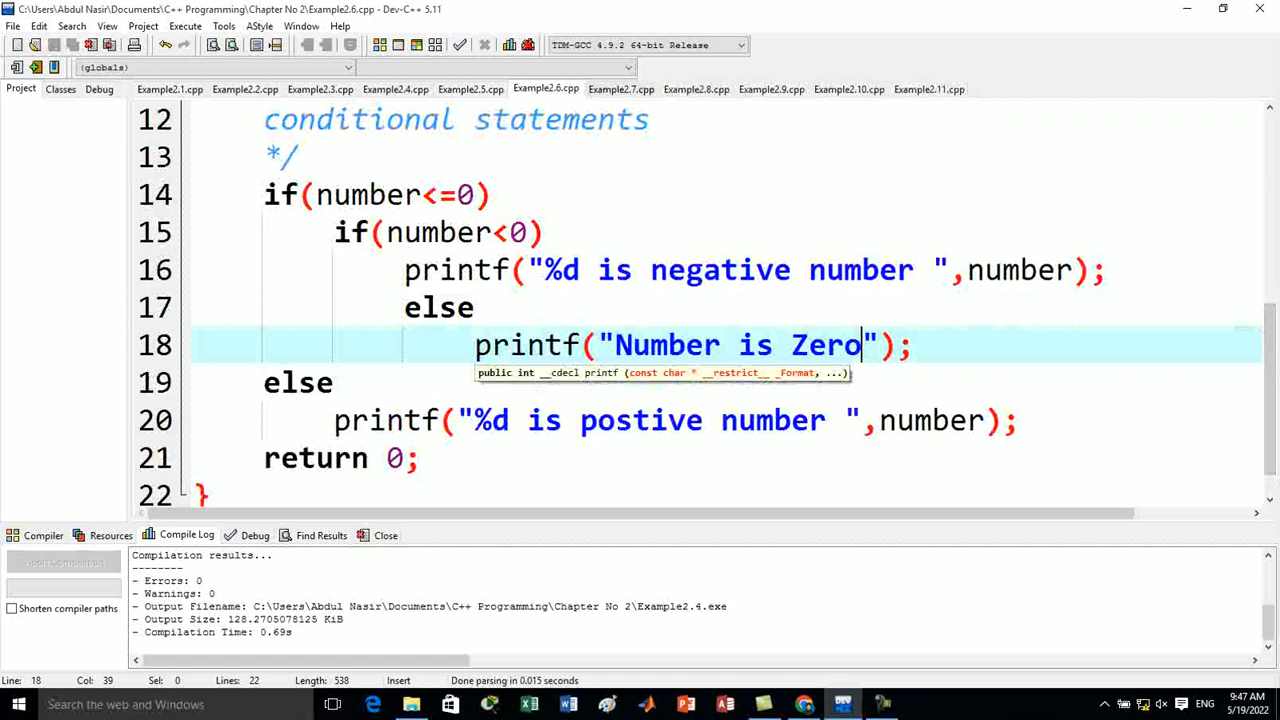 C:\Users\Abdul Nasir\Documents\C++ Programming\Chapter No 2\Example2.6.cpp - Dev-C++ 5.11
File Edit Search View Project Execute Tools AStyle Window Help
TDM-GCC 4.9.2 64-bit Release
(globals)
Project Classes Debug Example2.1.cpp Example2.2.cpp Example2.3.cpp Example2.4.cpp Example2.5.cpp Example2.6.cpp Example2.7.cpp Example2.8.cpp Example2.9.cpp Example2.10.cpp Example2.11.cpp
12 conditional statements
13 */
14 if(number<=0)
15 if(number<0)
16 printf("%d is negative number ",number);
17 else
18 printf("Number is Zero");
public int __cdecl printf (const char * __restrict__ _Format, ...)
19 else
20 printf("%d is postive number ",number);
21 return 0;
22 }
Compiler Resources Compile Log Debug Find Results Close
Abort Compilation
Shorten compiler paths
Compilation results...
--------
- Errors: 0
- Warnings: 0
- Output Filename: C:\Users\Abdul Nasir\Documents\C++ Programming\Chapter No 2\Example2.4.exe
- Output Size: 128.2705078125 KiB
- Compilation Time: 0.69s
Line: 18 Col: 39 Sel: 0 Lines: 22 Length: 538 Insert Done parsing in 0.015 seconds
Search the web and Windows
DEV
ENG
9:47 AM
5/19/2022